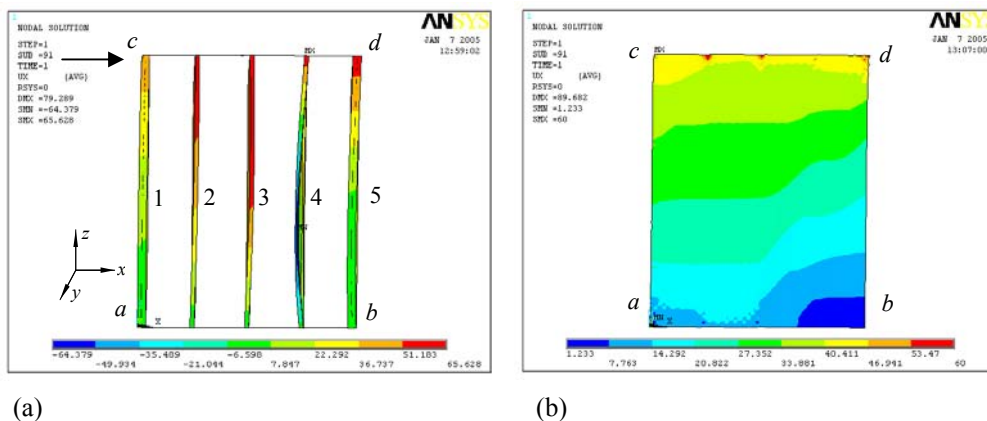 1
NODAL SOLUTION
STEP=1
SUB =91
TIME=1
UX (AVG)
RSYS=0
DMX =79.289
SMN =-64.379
SMX =65.628
ANSYS
JAN 7 2005
12:59:02
c
d
MX
1
2
3
4
5
z
x
y
a
b
X
-64.379
-35.489
-6.598
22.292
51.183
-49.934
-21.044
7.847
36.737
65.628
(a)
1
NODAL SOLUTION
STEP=1
SUB =91
TIME=1
UX (AVG)
RSYS=0
DMX =89.682
SMN =1.233
SMX =60
ANSYS
JAN 7 2005
13:07:00
c
MX
d
a
b
MN
X
1.233
14.292
27.352
40.411
53.47
7.763
20.822
33.881
46.941
60
(b)